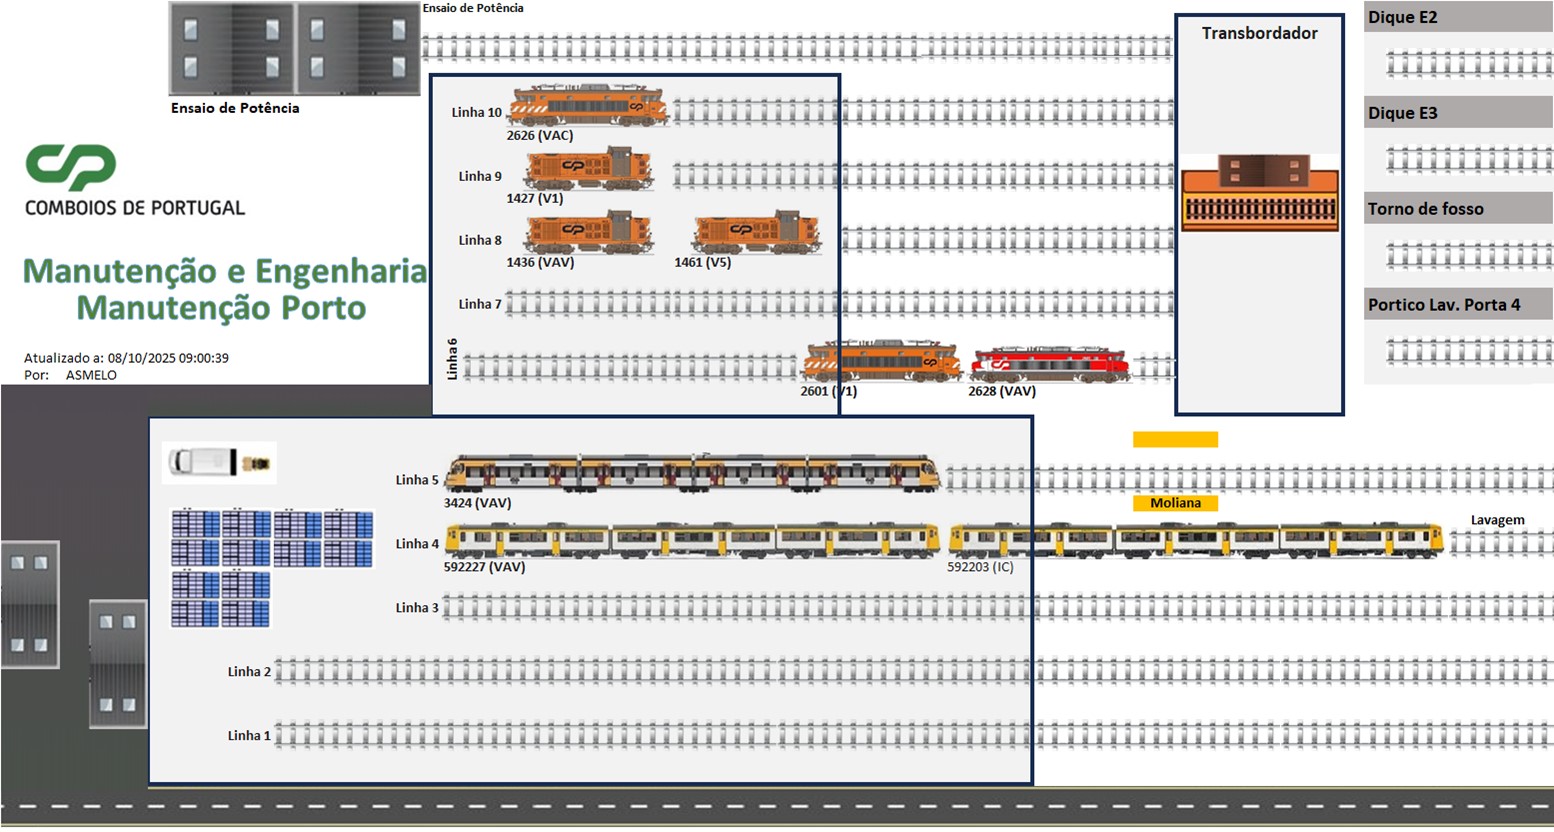 Ensaio de Potência
Ensaio de Potência
Transbordador
Dique E2
Dique E3
Torno de fosso
Portico Lav. Porta 4
CP
COMBOIOS DE PORTUGAL
Manutenção e Engenharia
Manutenção Porto
Atualizado a: 08/10/2025 09:00:39
Por: ASMELO
Linha 10
2626 (VAC)
Linha 9
1427 (V1)
Linha 8
1436 (VAV)
1461 (V5)
Linha 7
Linha 6
2601 (V1)
2628 (VAV)
Linha 5
3424 (VAV)
Moliana
Lavagem
Linha 4
592227 (VAV)
592203 (IC)
Linha 3
Linha 2
Linha 1